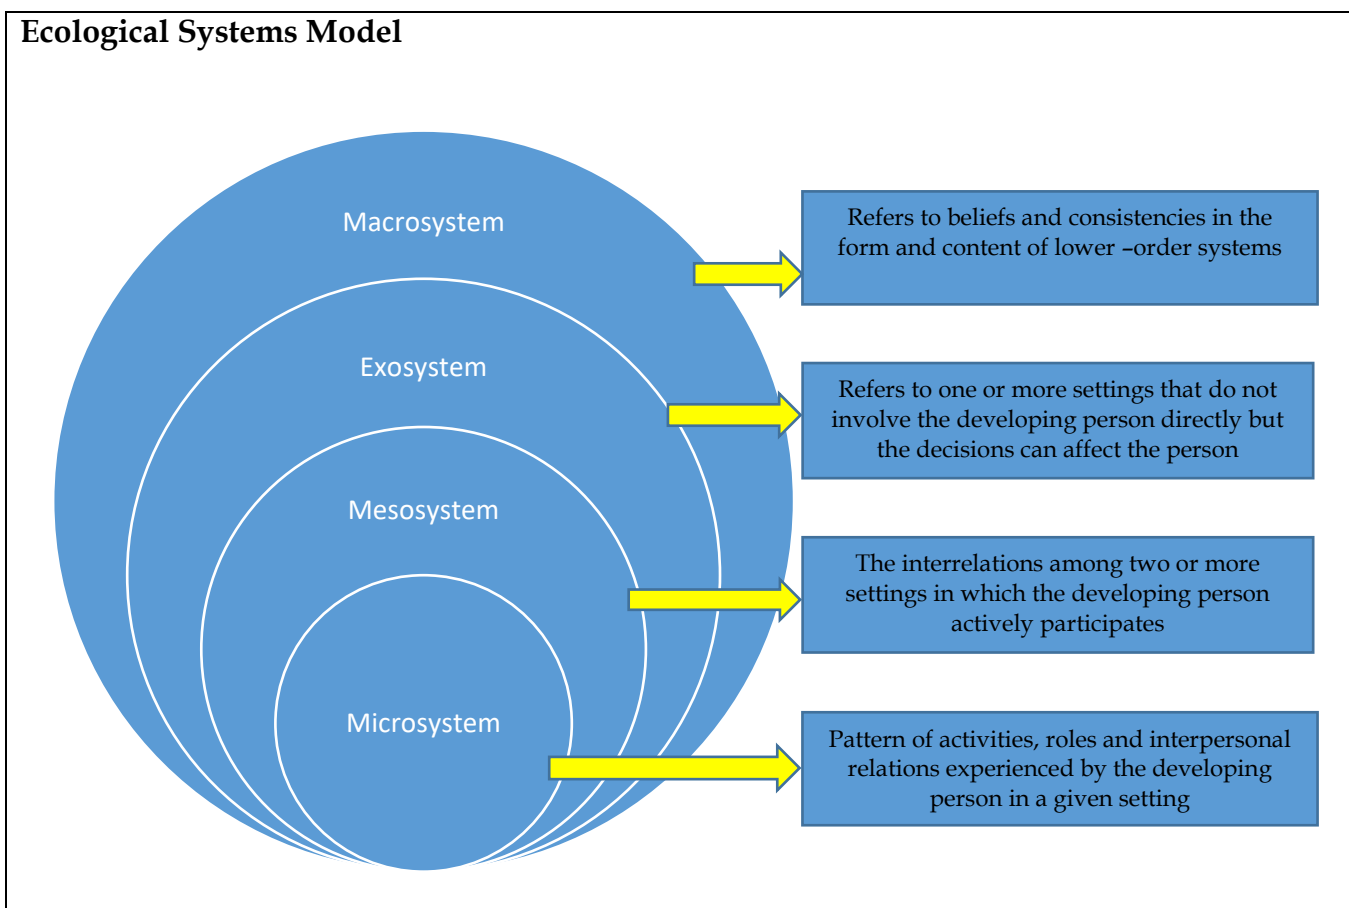 Ecological Systems Model
Macrosystem
Refers to beliefs and consistencies in the
form and content of lower –order systems
Exosystem
Refers to one or more settings that do not
involve the developing person directly but
the decisions can affect the person
Mesosystem
The interrelations among two or more
settings in which the developing person
actively participates
Microsystem
Pattern of activities, roles and interpersonal
relations experienced by the developing
person in a given setting